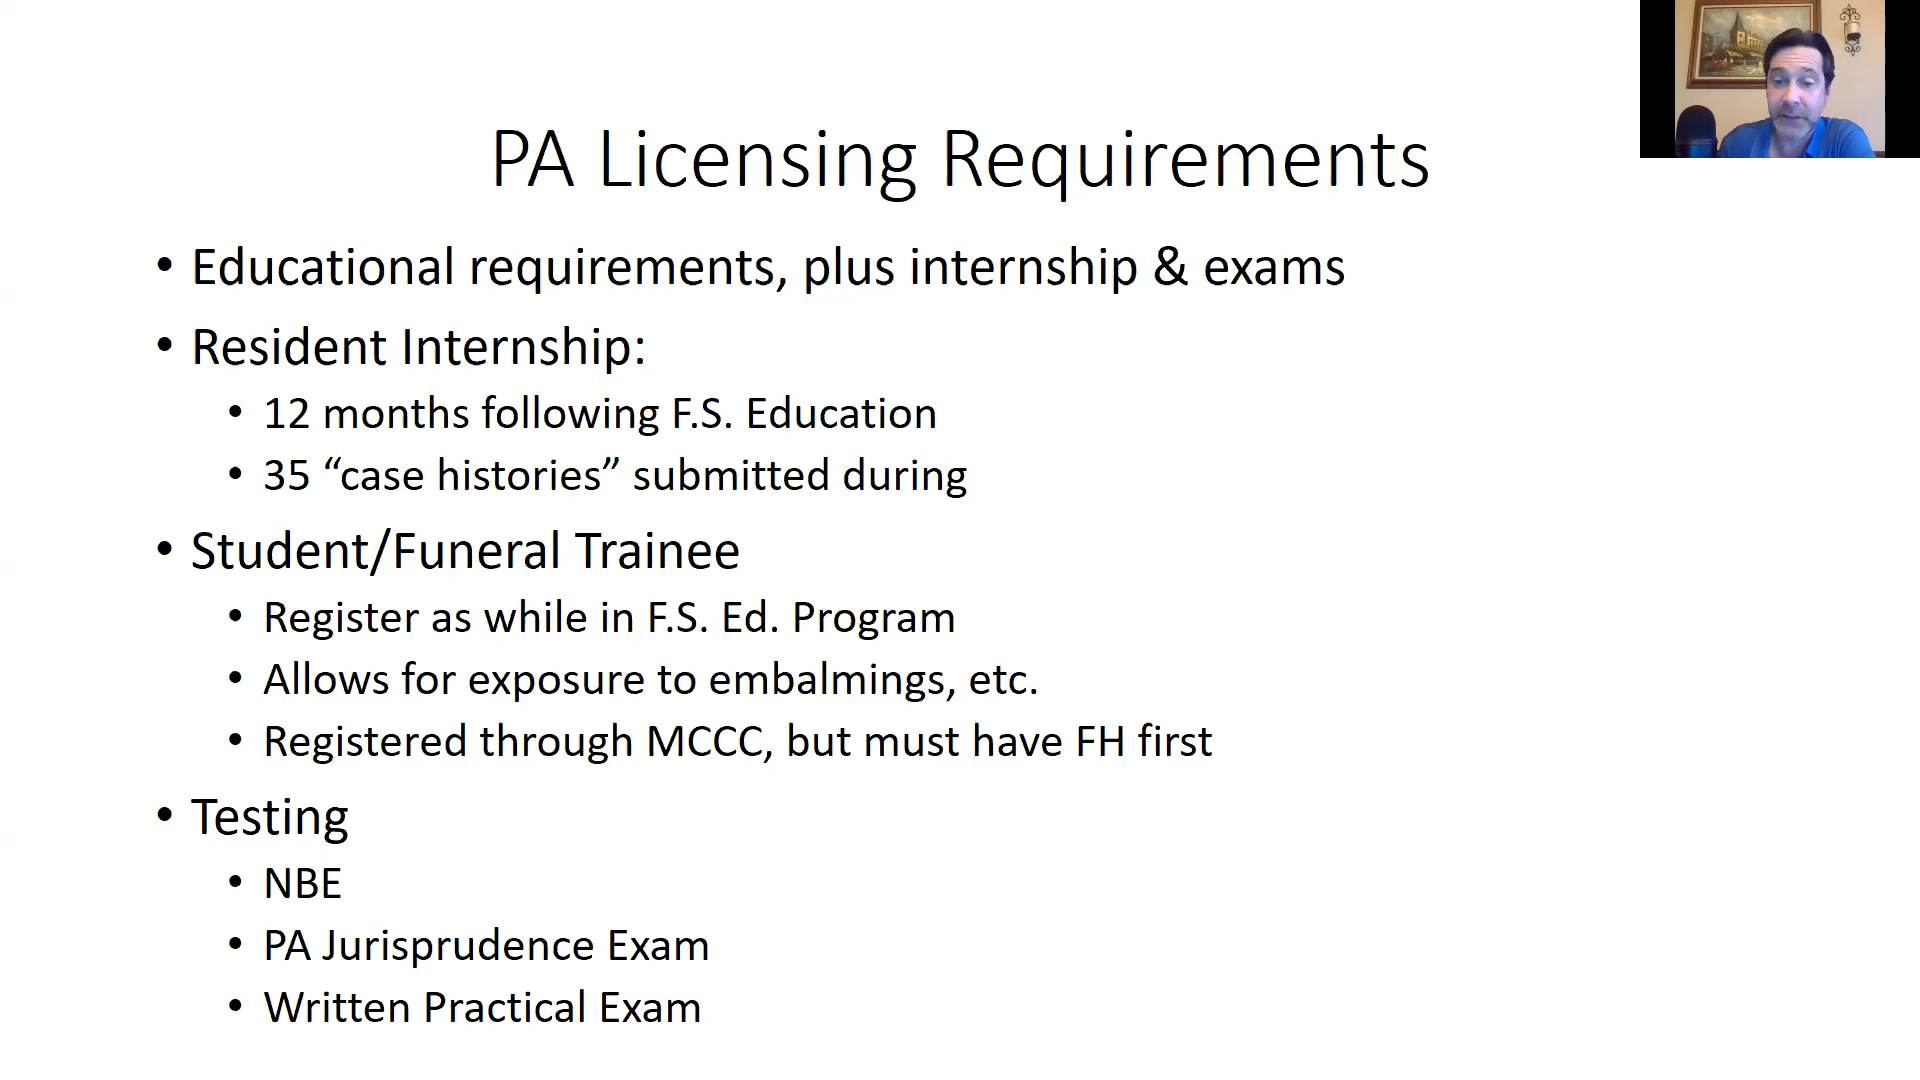 PA Licensing Requirements
• Educational requirements, plus internship & exams
• Resident Internship:
• 12 months following F.S. Education
• 35 “case histories” submitted during
• Student/Funeral Trainee
• Register as while in F.S. Ed. Program
• Allows for exposure to embalmings, etc.
• Registered through MCCC, but must have FH first
• Testing
• NBE
• PA Jurisprudence Exam
• Written Practical Exam